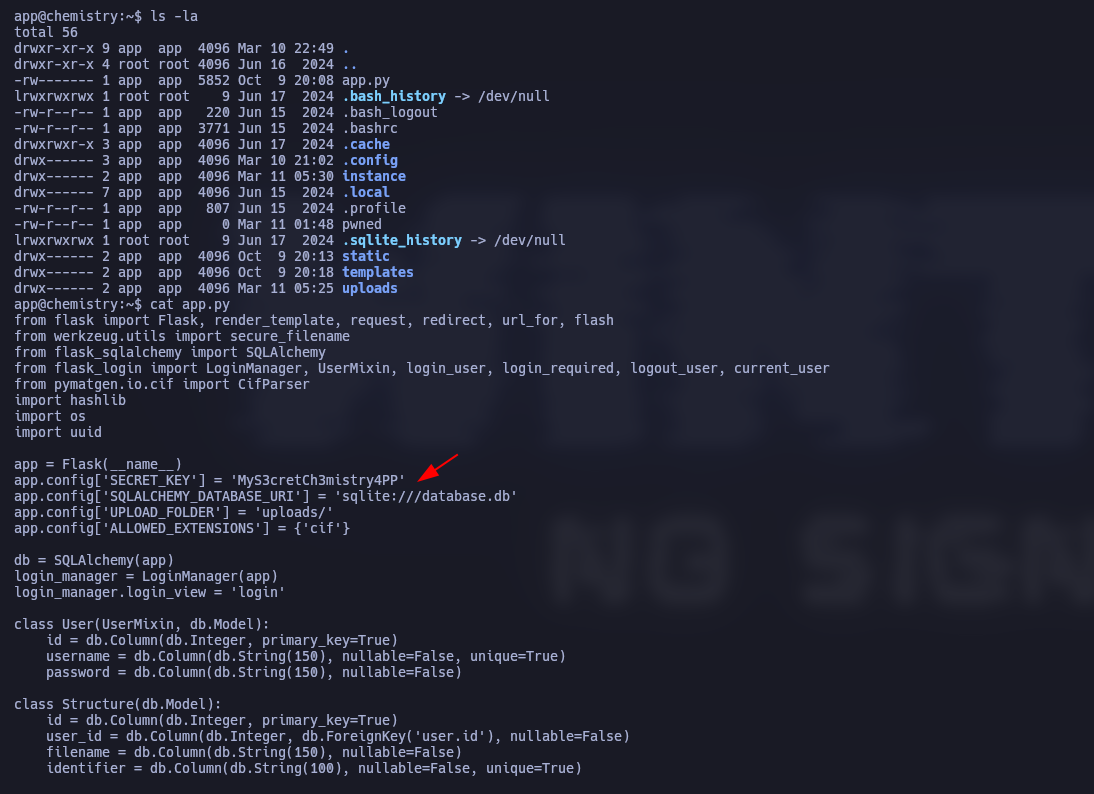 app@chemistry:~$ ls -la
total 56
drwxr-xr-x 9 app  app  4096 Mar 10 22:49 .
drwxr-xr-x 4 root root 4096 Jun 16  2024 ..
-rw------- 1 app  app  5852 Oct  9 20:08 app.py
lrwxrwxrwx 1 root root    9 Jun 17  2024 .bash_history -> /dev/null
-rw-r--r-- 1 app  app   220 Jun 15  2024 .bash_logout
-rw-r--r-- 1 app  app  3771 Jun 15  2024 .bashrc
drwxrwxr-x 3 app  app  4096 Jun 17  2024 .cache
drwx------ 3 app  app  4096 Mar 10 21:02 .config
drwx------ 2 app  app  4096 Mar 11 05:30 instance
drwx------ 7 app  app  4096 Jun 15  2024 .local
-rw-r--r-- 1 app  app   807 Jun 15  2024 .profile
-rw-r--r-- 1 app  app     0 Mar 11 01:48 pwned
lrwxrwxrwx 1 root root    9 Jun 17  2024 .sqlite_history -> /dev/null
drwx------ 2 app  app  4096 Oct  9 20:13 static
drwx------ 2 app  app  4096 Oct  9 20:18 templates
drwx------ 2 app  app  4096 Mar 11 05:25 uploads
app@chemistry:~$ cat app.py
from flask import Flask, render_template, request, redirect, url_for, flash
from werkzeug.utils import secure_filename
from flask_sqlalchemy import SQLAlchemy
from flask_login import LoginManager, UserMixin, login_user, login_required, logout_user, current_user
from pymatgen.io.cif import CifParser
import hashlib
import os
import uuid

app = Flask(__name__)
app.config['SECRET_KEY'] = 'MyS3cretCh3mistry4PP'
app.config['SQLALCHEMY_DATABASE_URI'] = 'sqlite:///database.db'
app.config['UPLOAD_FOLDER'] = 'uploads/'
app.config['ALLOWED_EXTENSIONS'] = {'cif'}

db = SQLAlchemy(app)
login_manager = LoginManager(app)
login_manager.login_view = 'login'

class User(UserMixin, db.Model):
    id = db.Column(db.Integer, primary_key=True)
    username = db.Column(db.String(150), nullable=False, unique=True)
    password = db.Column(db.String(150), nullable=False)

class Structure(db.Model):
    id = db.Column(db.Integer, primary_key=True)
    user_id = db.Column(db.Integer, db.ForeignKey('user.id'), nullable=False)
    filename = db.Column(db.String(150), nullable=False)
    identifier = db.Column(db.String(100), nullable=False, unique=True)
NG SIGN